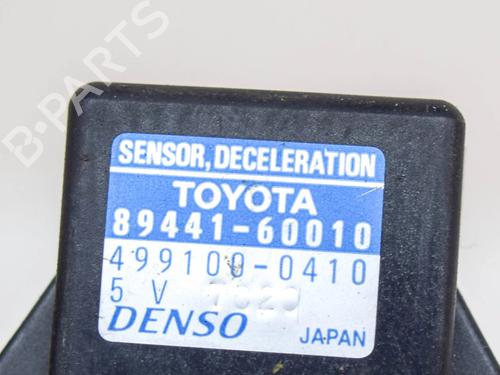 B-PARTS
SENSOR, DECELERATION
TOYOTA
89441-60010
499100-0410
5 V
DENSO JAPAN